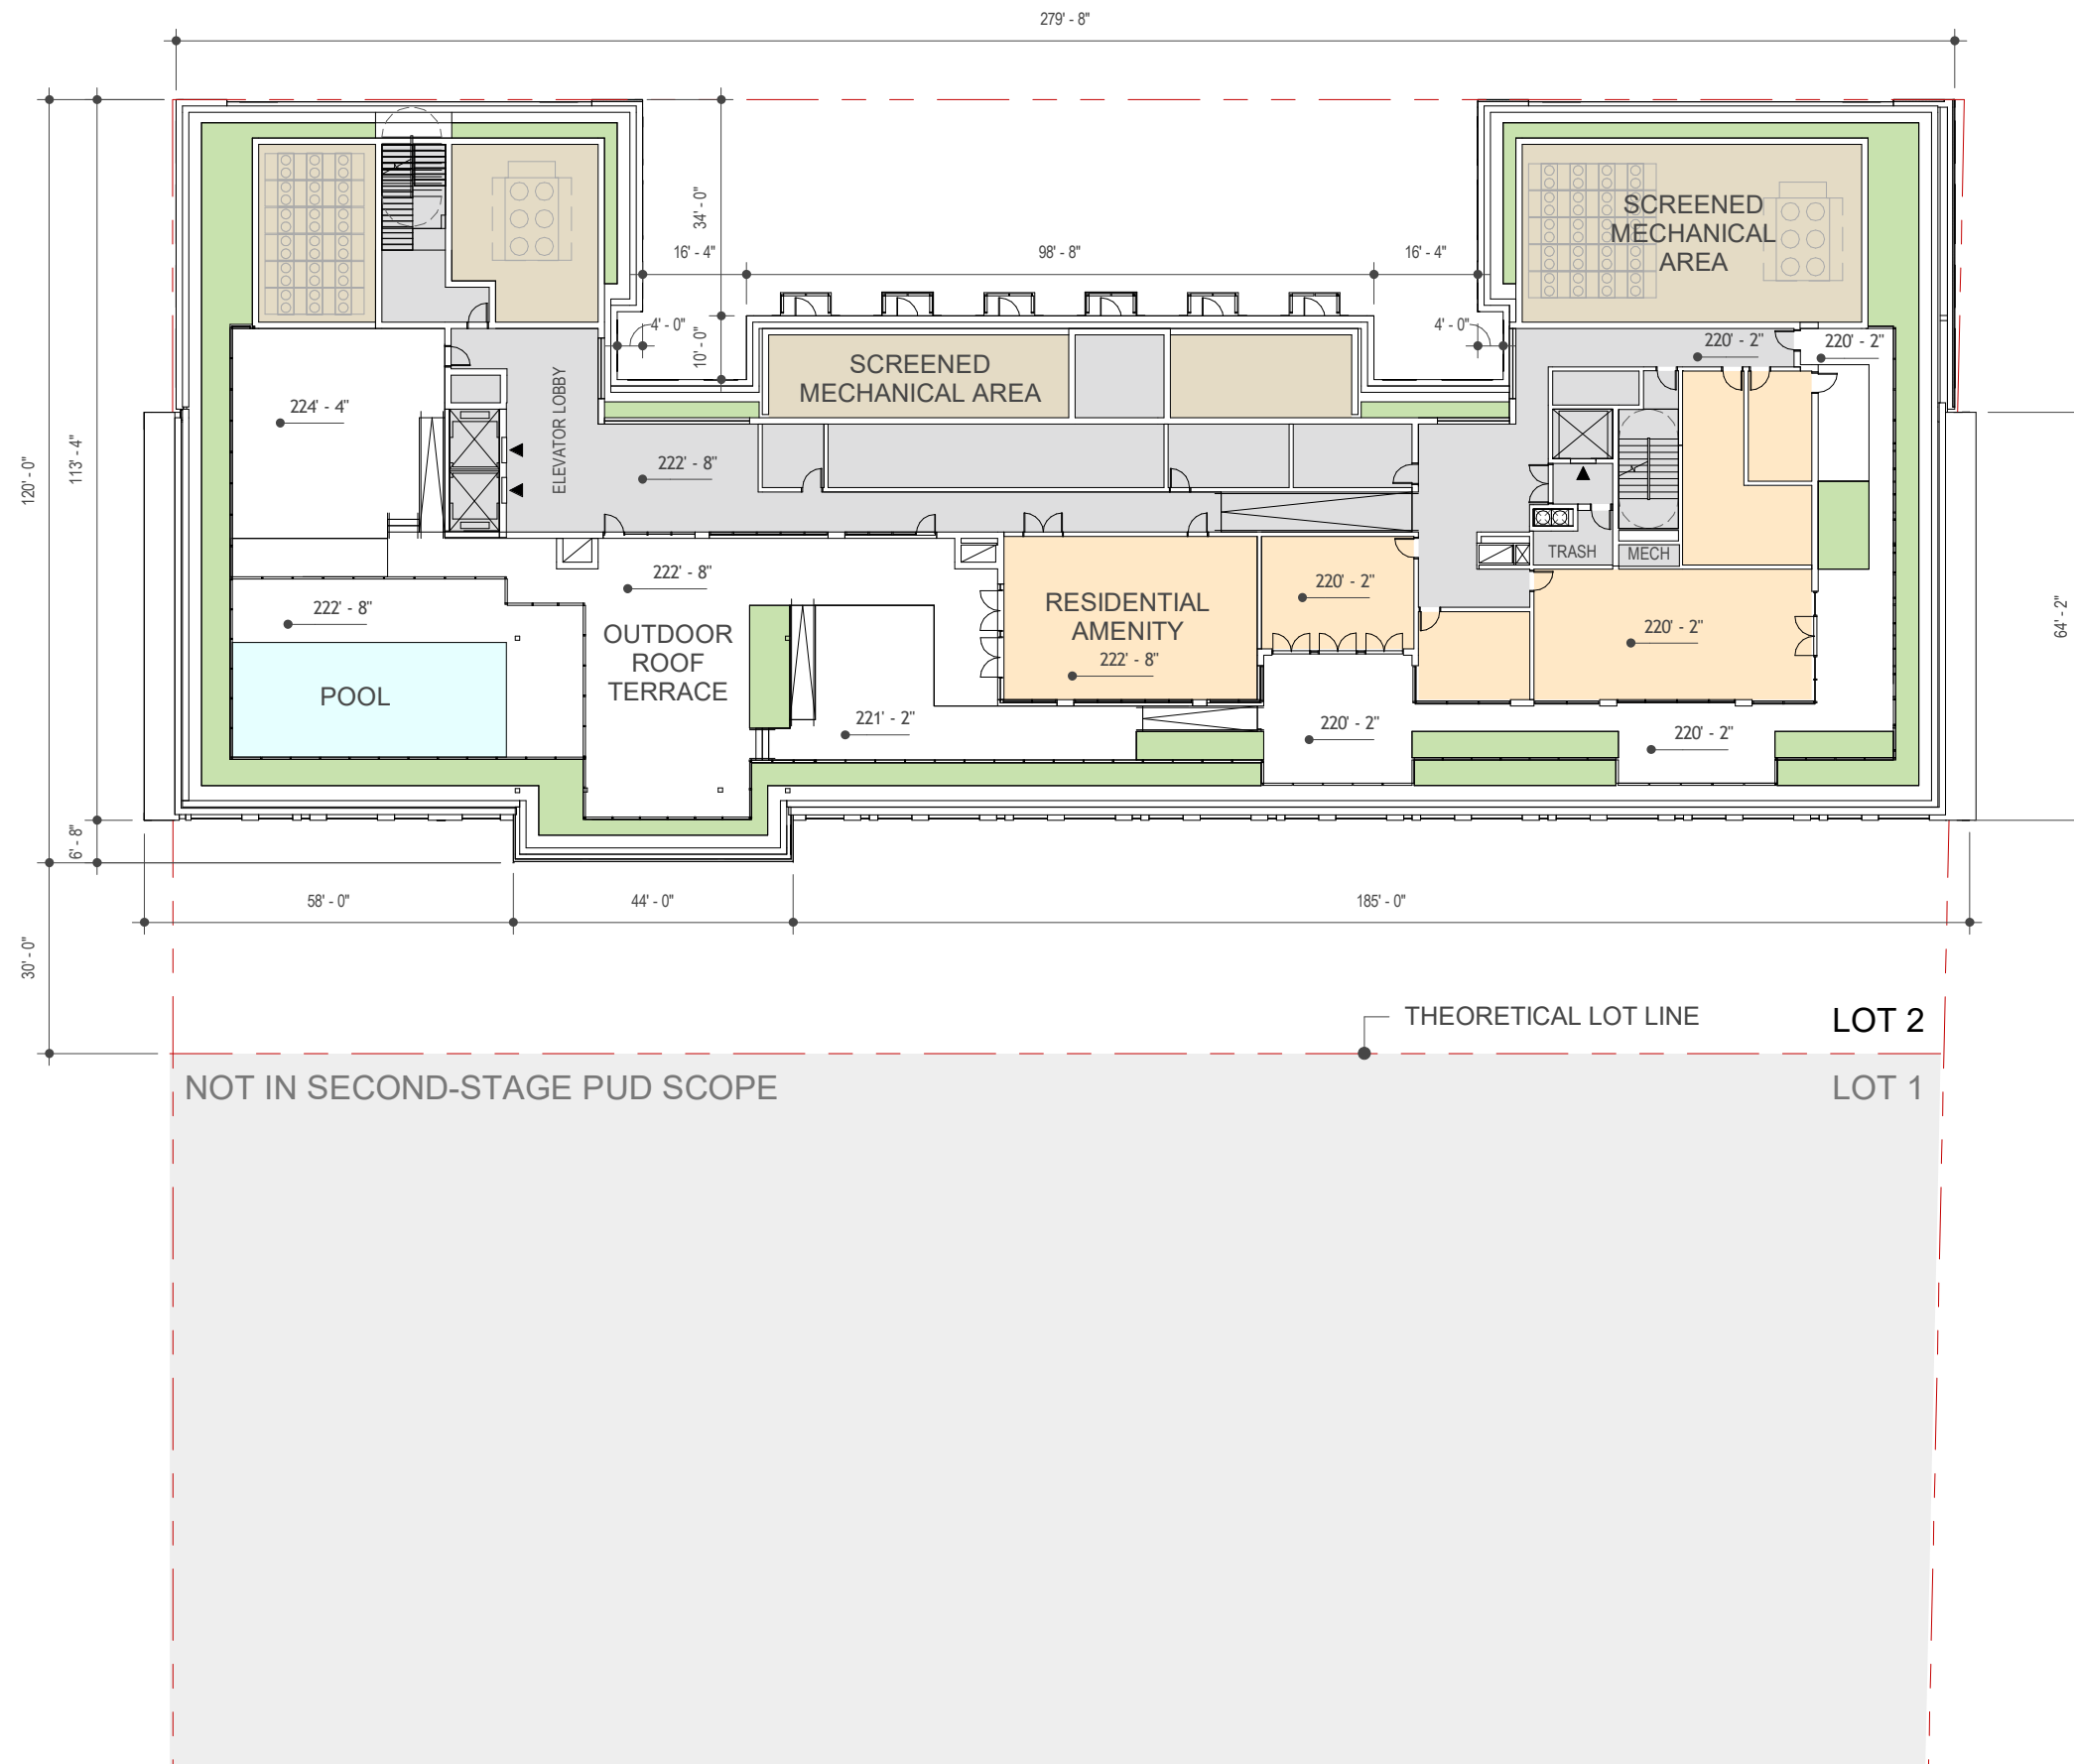 279' - 8"
34' - 0"
16' - 4"
98' - 8"
16' - 4"
SCREENED
MECHANICAL
AREA
4' - 0"
10' - 0"
4' - 0"
220' - 2"
220' - 2"
SCREENED
MECHANICAL AREA
224' - 4"
ELEVATOR LOBBY
222' - 8"
120' - 0"
113' - 4"
TRASH
MECH
222' - 8"
220' - 2"
222' - 8"
RESIDENTIAL
AMENITY
222' - 8"
220' - 2"
64' - 2"
OUTDOOR
ROOF
TERRACE
POOL
221' - 2"
220' - 2"
220' - 2"
6' - 8"
58' - 0"
44' - 0"
185' - 0"
30' - 0"
THEORETICAL LOT LINE
LOT 2
NOT IN SECOND-STAGE PUD SCOPE
LOT 1